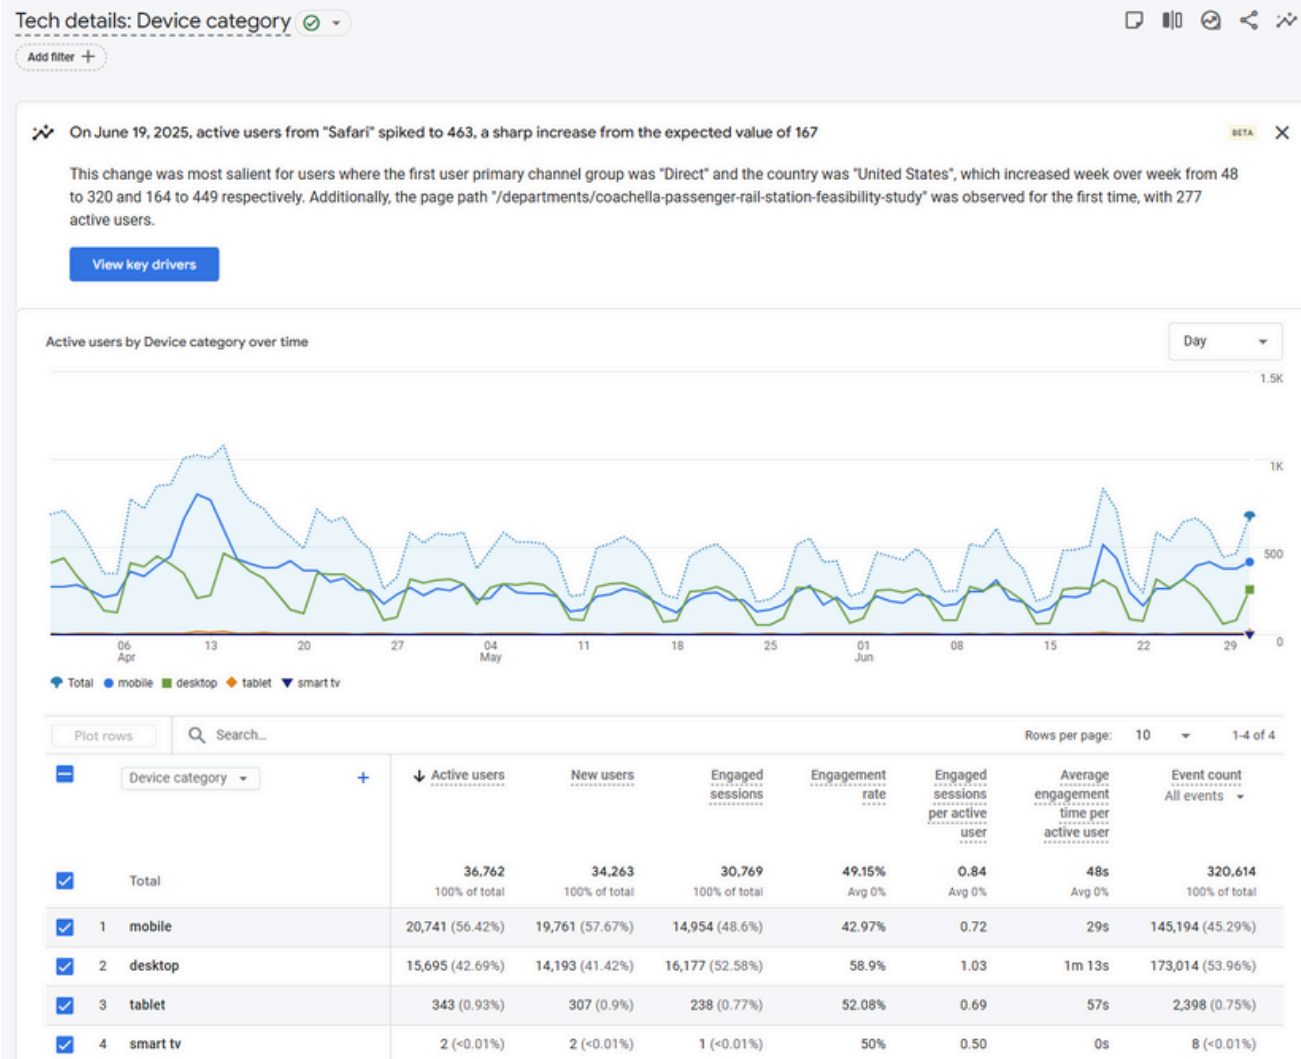 Tech details: Device category
Add filter +
On June 19, 2025, active users from "Safari" spiked to 463, a sharp increase from the expected value of 167
BETA
This change was most salient for users where the first user primary channel group was "Direct" and the country was "United States", which increased week over week from 48
to 320 and 164 to 449 respectively. Additionally, the page path "/departments/coachella-passenger-rail-station-feasibility-study" was observed for the first time, with 277
active users.
View key drivers
Active users by Device category over time
Day
1.5K
1K
500
0
06 13 20 27 04 11 18 25 01 08 15 22 29
Apr May Jun
Total mobile desktop tablet smart tv
Plot rows Search... Rows per page: 10 1-4 of 4
Device category + Active users New users Engaged Engagement Engaged Average Event count
sessions rate sessions engagement All events
per active time per
user active user
Total 36,762 34,263 30,769 49.15% 0.84 48s 320,614
100% of total 100% of total 100% of total Avg 0% Avg 0% Avg 0% 100% of total
1 mobile 20,741 (56.42%) 19,761 (57.67%) 14,954 (48.6%) 42.97% 0.72 29s 145,194 (45.29%)
2 desktop 15,695 (42.69%) 14,193 (41.42%) 16,177 (52.58%) 58.9% 1.03 1m 13s 173,014 (53.96%)
3 tablet 343 (0.93%) 307 (0.9%) 238 (0.77%) 52.08% 0.69 57s 2,398 (0.75%)
4 smart tv 2 (<0.01%) 2 (<0.01%) 1 (<0.01%) 50% 0.50 0s 8 (<0.01%)